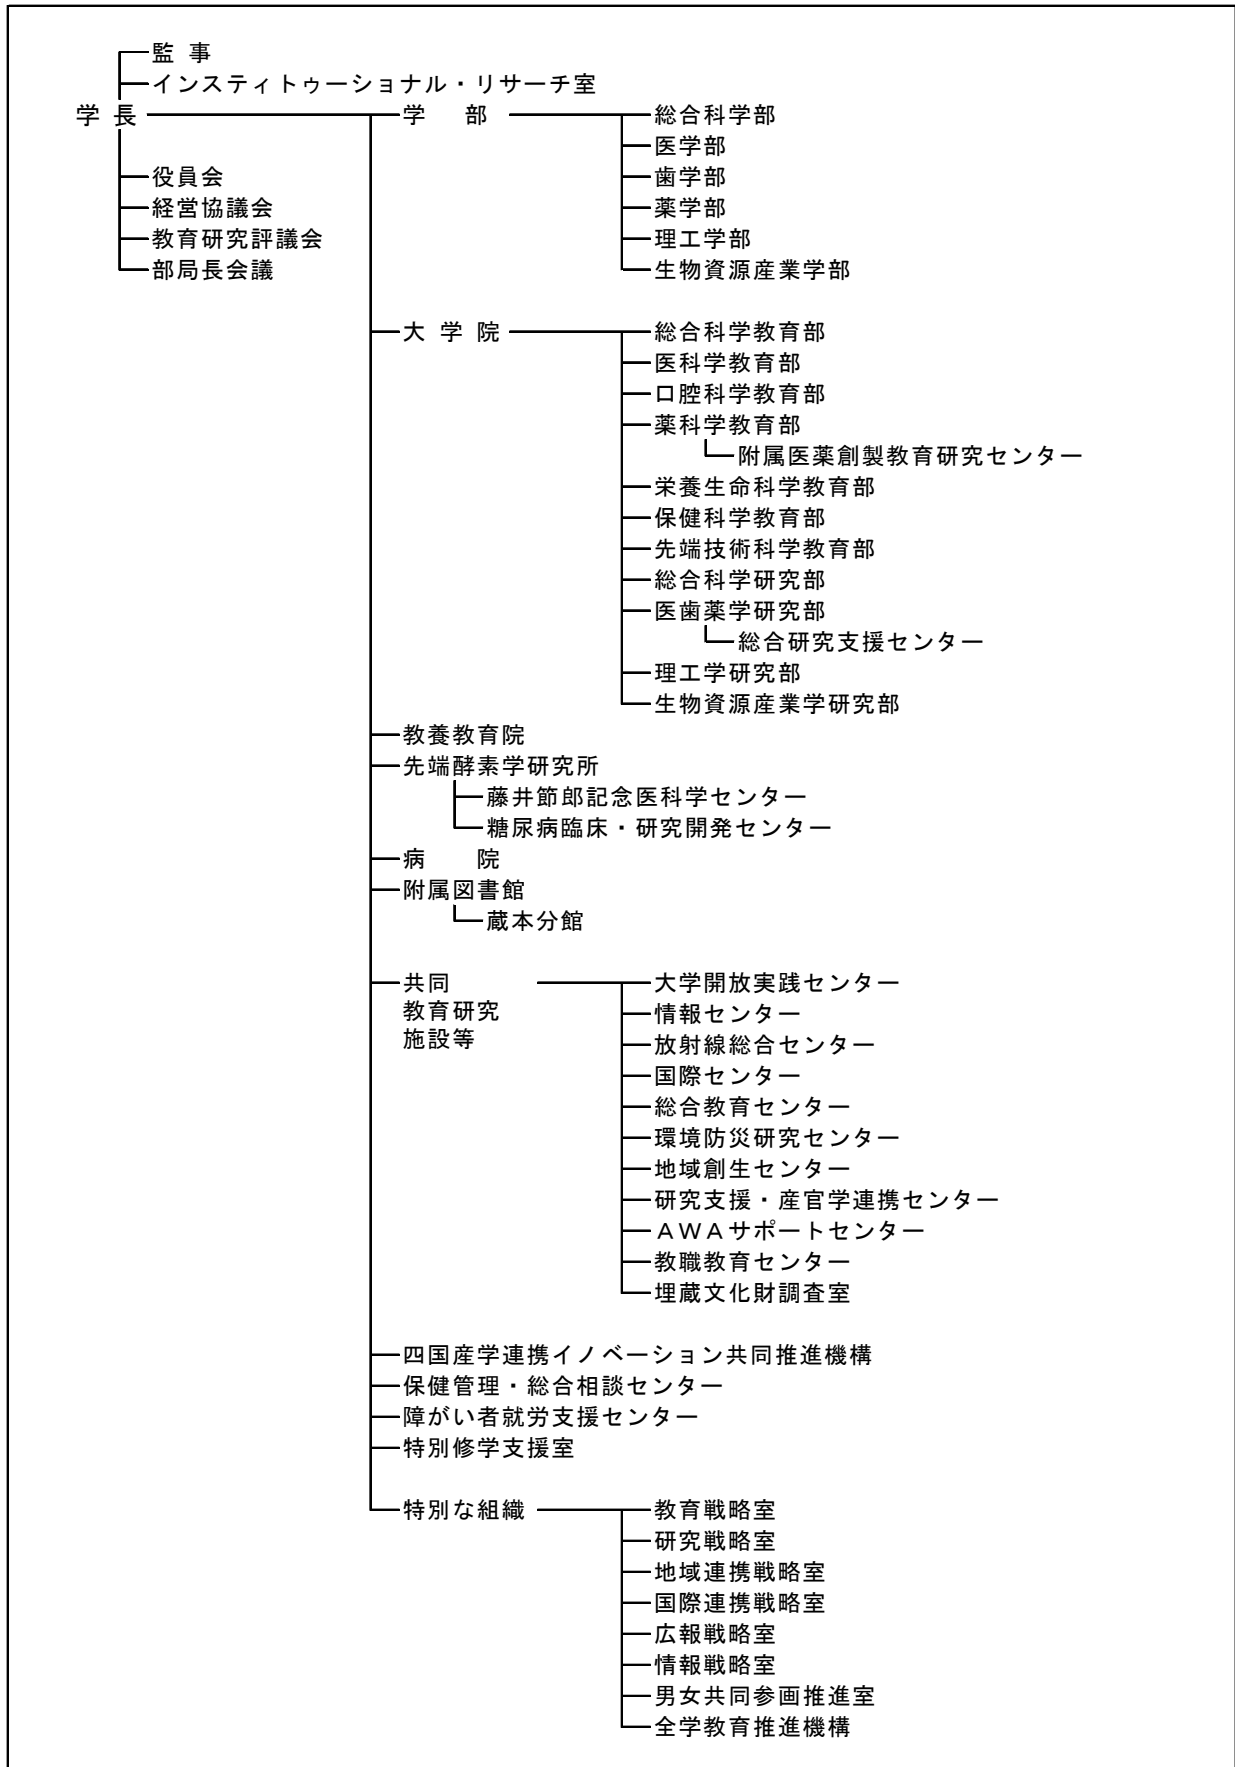 監 事
インスティトゥーショナル・リサーチ室
学 長 学 部 総合科学部
医学部
役員会 歯学部
経営協議会 薬学部
教育研究評議会 理工学部
部局長会議 生物資源産業学部
大 学 院 総合科学教育部
医科学教育部
口腔科学教育部
薬科学教育部
附属医薬創製教育研究センター
栄養生命科学教育部
保健科学教育部
先端技術科学教育部
総合科学研究部
医歯薬学研究部
総合研究支援センター
理工学研究部
生物資源産業学研究部
教養教育院
先端酵素学研究所
藤井節郎記念医科学センター
糖尿病臨床・研究開発センター
病 院
附属図書館
蔵本分館
共同 大学開放実践センター
教育研究 情報センター
施設等 放射線総合センター
国際センター
総合教育センター
環境防災研究センター
地域創生センター
研究支援・産官学連携センター
ＡＷＡサポートセンター
教職教育センター
埋蔵文化財調査室
四国産学連携イノベーション共同推進機構
保健管理・総合相談センター
障がい者就労支援センター
特別修学支援室
特別な組織 教育戦略室
研究戦略室
地域連携戦略室
国際連携戦略室
広報戦略室
情報戦略室
男女共同参画推進室
全学教育推進機構